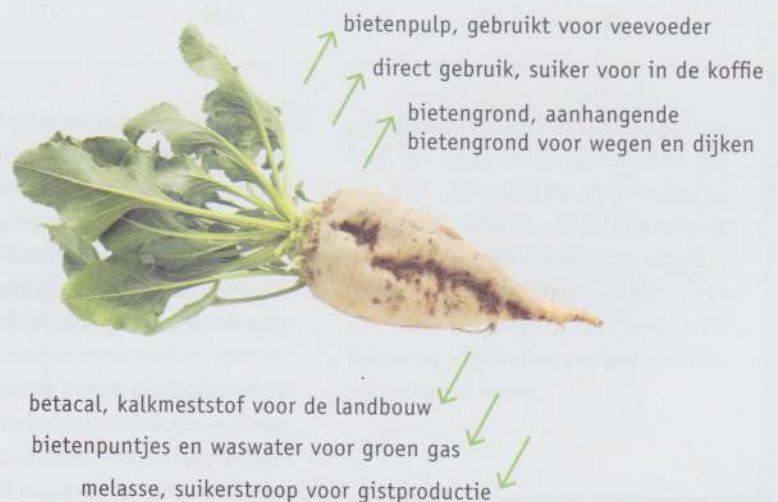 bietenpulp, gebruikt voor veevoeder
direct gebruik, suiker voor in de koffie
bietengrond, aanhangende
bietengrond voor wegen en dijken
betacal, kalkmeststof voor de landbouw
bietenpuntjes en waswater voor groen gas
melasse, suikerstroop voor gistproductie